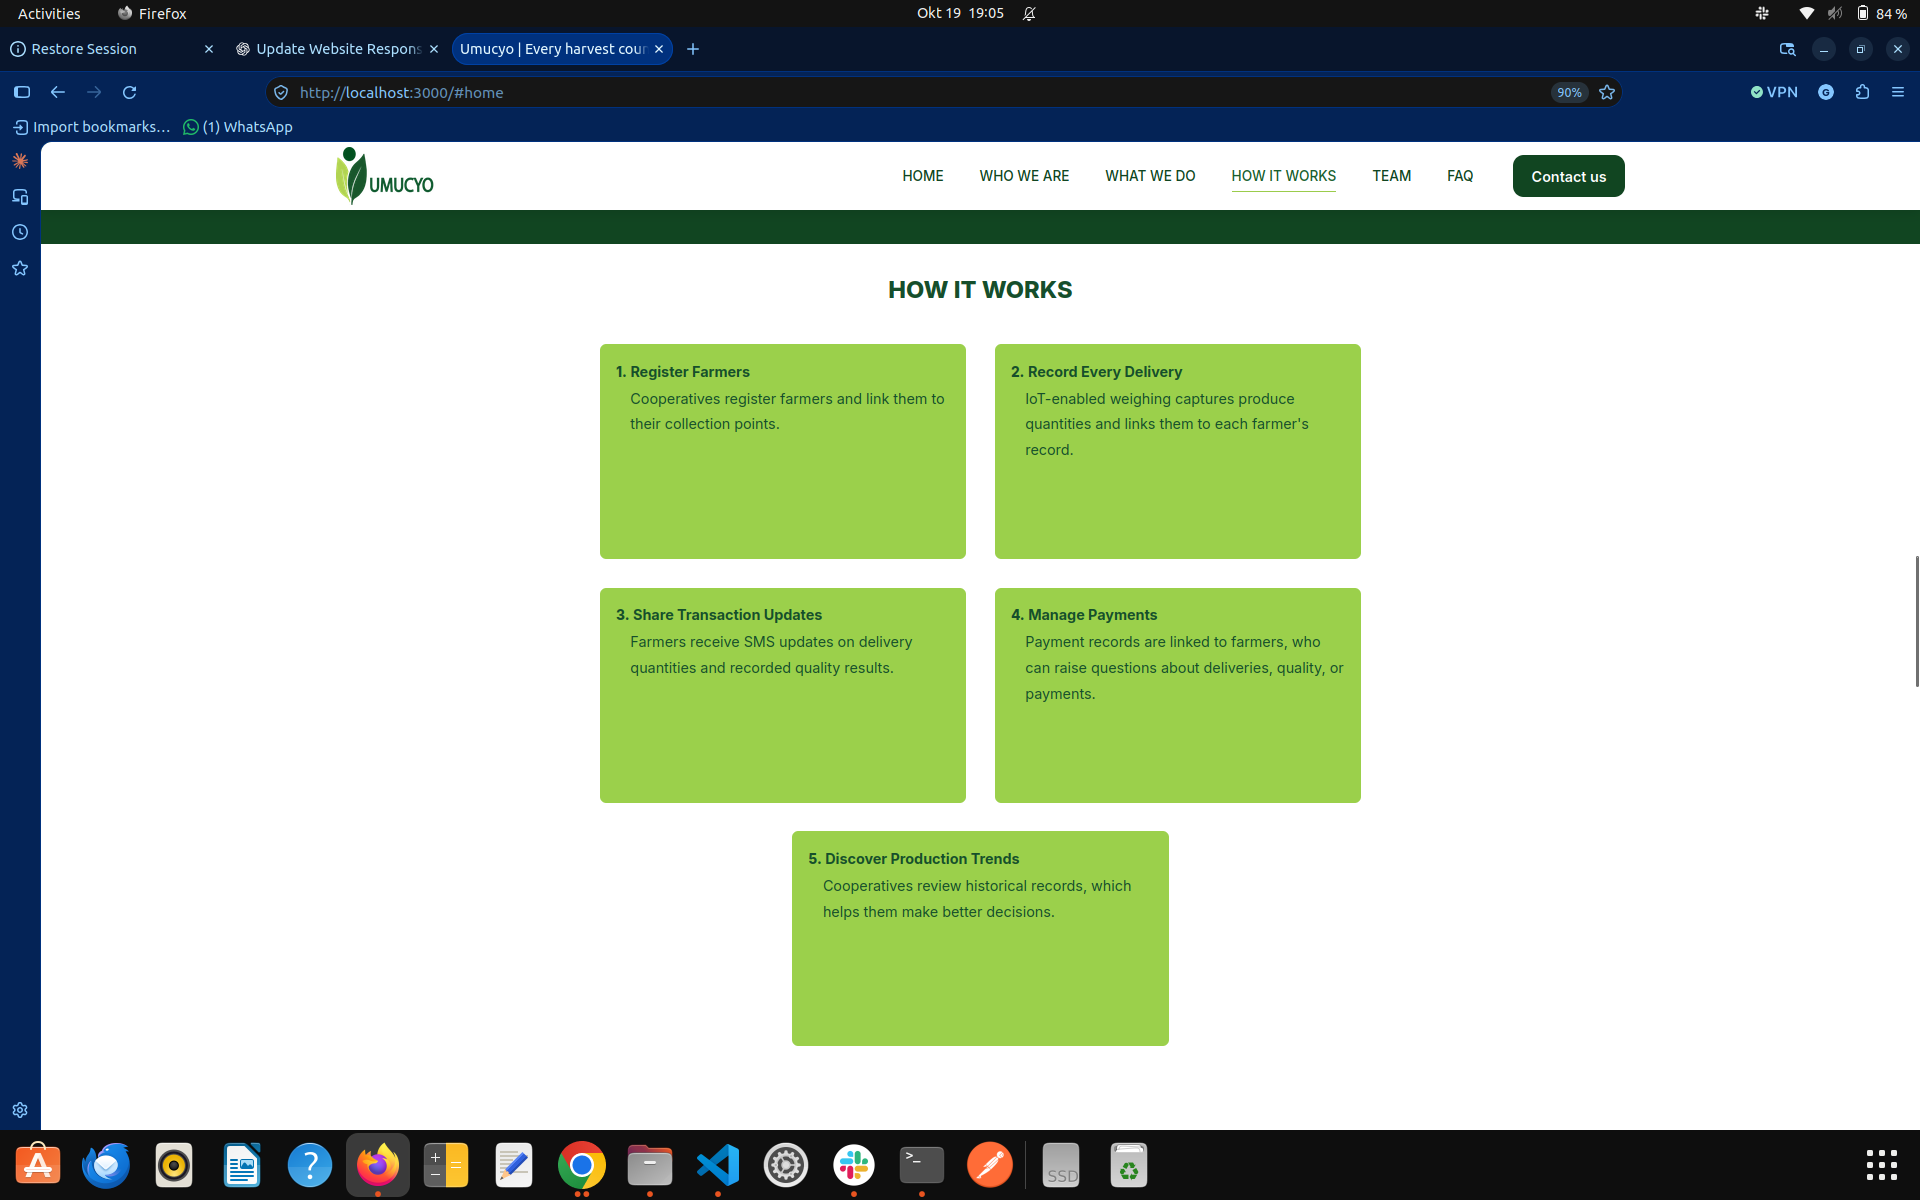 Activities
Firefox
Okt 19 19:05
84 %
Restore Session
Update Website Respons
Umucyo | Every harvest cour
http://localhost:3000/#home
90%
VPN
G
Import bookmarks...
(1) WhatsApp
UMUCYO
HOME
WHO WE ARE
WHAT WE DO
HOW IT WORKS
TEAM
FAQ
Contact us
HOW IT WORKS
1. Register Farmers
Cooperatives register farmers and link them to
their collection points.
2. Record Every Delivery
IoT-enabled weighing captures produce
quantities and links them to each farmer's
record.
3. Share Transaction Updates
Farmers receive SMS updates on delivery
quantities and recorded quality results.
4. Manage Payments
Payment records are linked to farmers, who
can raise questions about deliveries, quality, or
payments.
5. Discover Production Trends
Cooperatives review historical records, which
helps them make better decisions.
SSD